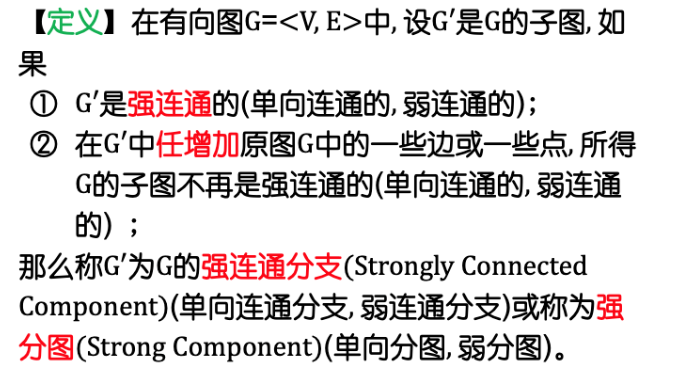 【定义】在有向图G=<V, E>中, 设G′是G的子图, 如
果
① G′是强连通的(单向连通的, 弱连通的);
② 在G′中任增加原图G中的一些边或一些点, 所得
G的子图不再是强连通的(单向连通的, 弱连通
的) ;
那么称G′为G的强连通分支(Strongly Connected
Component)(单向连通分支, 弱连通分支)或称为强
分图(Strong Component)(单向分图, 弱分图)。